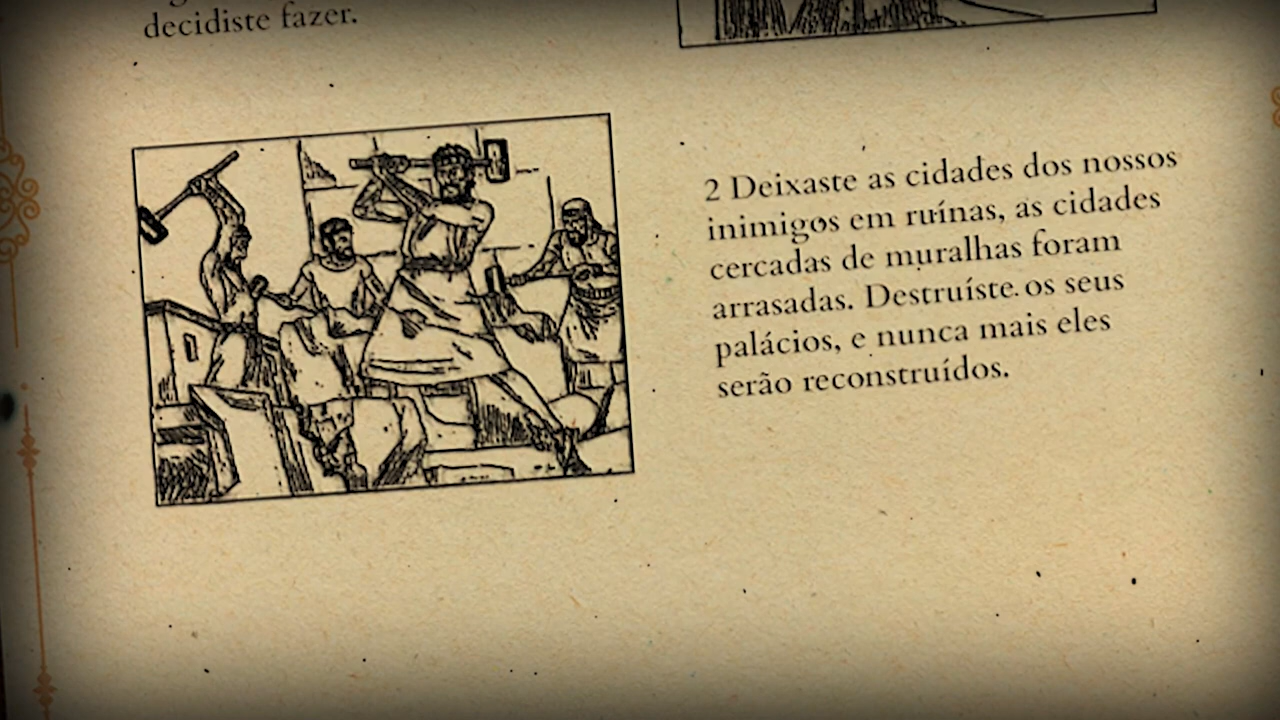 decidiste fazer.
2 Deixaste as cidades dos nossos
inimigos em ruínas, as cidades
cercadas de muralhas foram
arrasadas. Destruíste os seus
palácios, e nunca mais eles
serão reconstruídos.